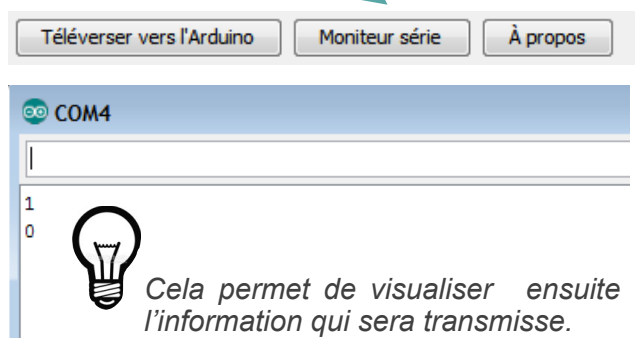 Téléverser vers l'Arduino Moniteur série À propos
COM4
1
0
Cela permet de visualiser ensuite
l’information qui sera transmisse.